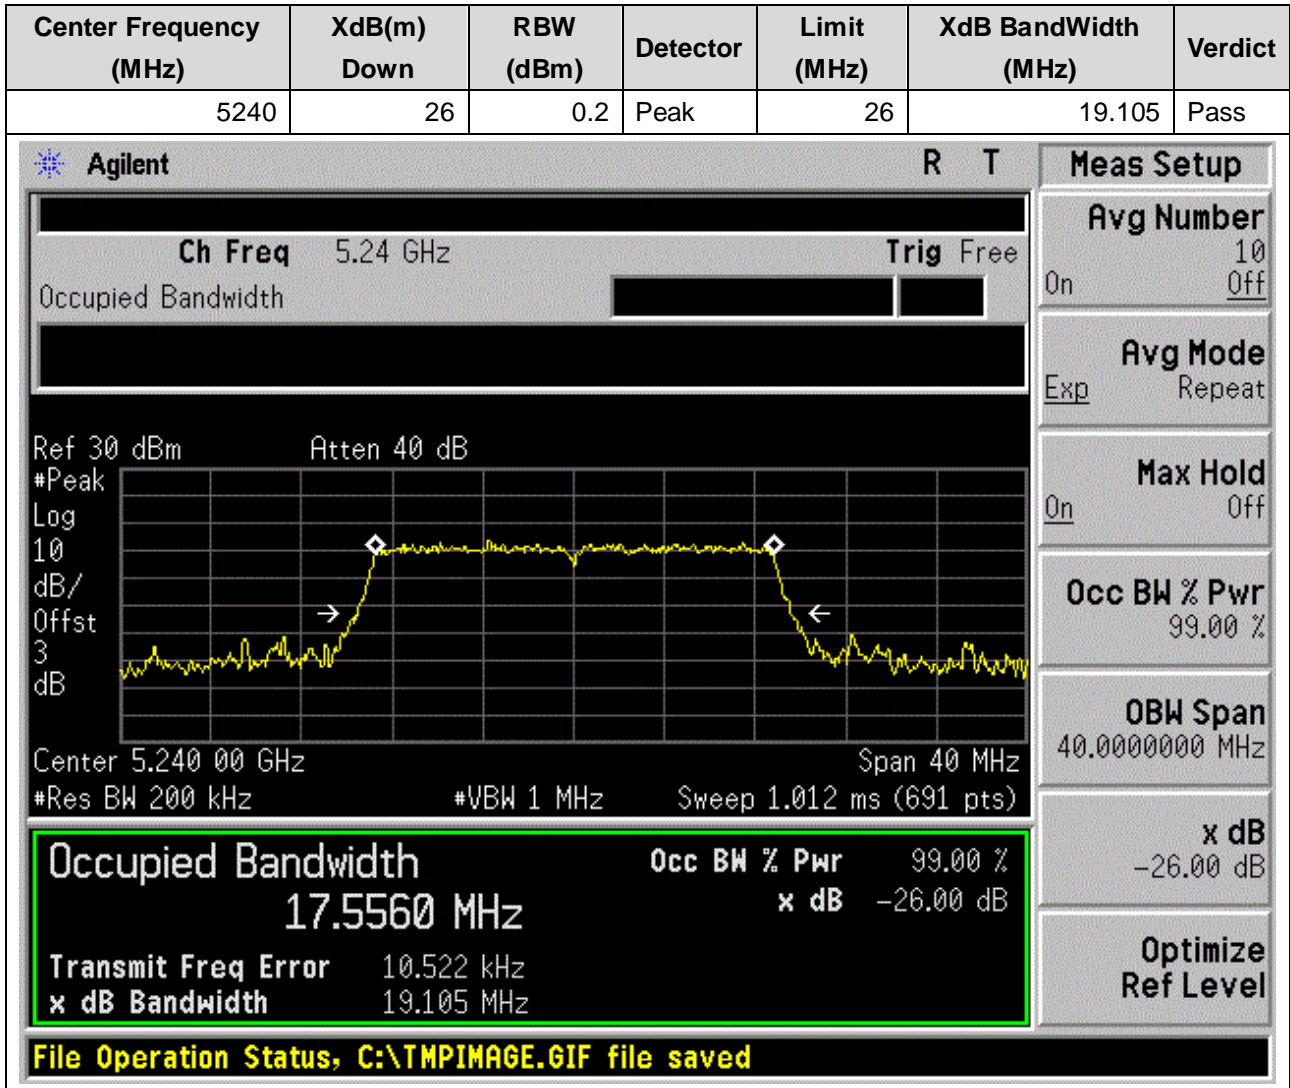 Center Frequency (MHz) XdB(m) Down RBW (dBm) Detector Limit (MHz) XdB BandWidth (MHz) Verdict
5240 26 0.2 Peak 26 19.105 Pass
Agilent R T Meas Setup
Avg Number
10
On Off
Ch Freq 5.24 GHz Trig Free
Occupied Bandwidth
Avg Mode
Exp Repeat
Ref 30 dBm Atten 40 dB
#Peak
Log
10
dB/
Offst
3
dB
Max Hold
On Off
Occ BW % Pwr
99.00 %
OBW Span
40.0000000 MHz
Center 5.240 00 GHz Span 40 MHz
#Res BW 200 kHz #VBW 1 MHz Sweep 1.012 ms (691 pts)
x dB
-26.00 dB
Occupied Bandwidth Occ BW % Pwr 99.00 %
17.5560 MHz x dB -26.00 dB
Transmit Freq Error 10.522 kHz
x dB Bandwidth 19.105 MHz
Optimize
Ref Level
File Operation Status, C:\TMPIMAGE.GIF file saved